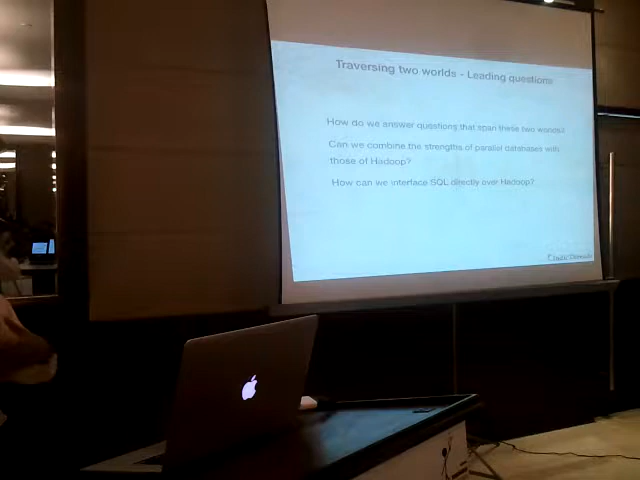 Traversing two worlds - Leading questions
How do we answer questions that span these two worlds?
Can we combine the strengths of parallel databases with
those of Hadoop?
How can we interface SQL directly over Hadoop?